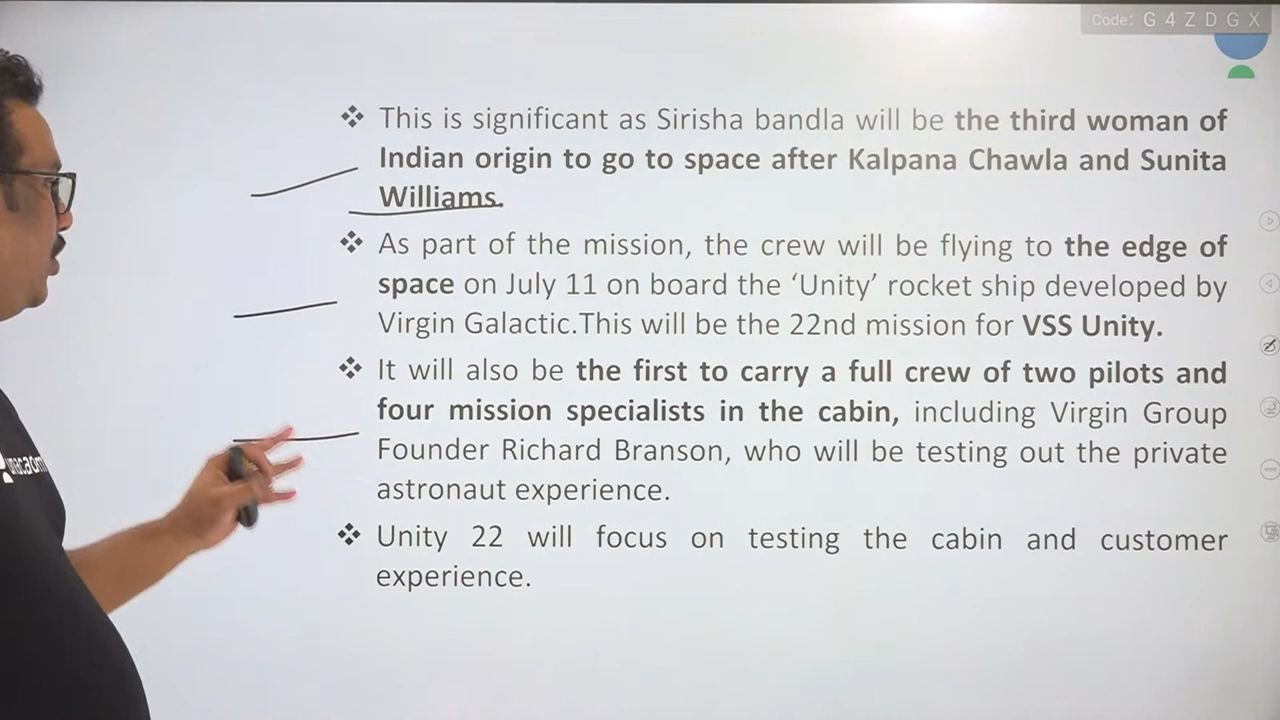 Code: G 4 Z D G X
❖ This is significant as Sirisha bandla will be the third woman of
Indian origin to go to space after Kalpana Chawla and Sunita
Williams.
❖ As part of the mission, the crew will be flying to the edge of
space on July 11 on board the ‘Unity’ rocket ship developed by
Virgin Galactic.This will be the 22nd mission for VSS Unity.
❖ It will also be the first to carry a full crew of two pilots and
four mission specialists in the cabin, including Virgin Group
Founder Richard Branson, who will be testing out the private
astronaut experience.
❖ Unity 22 will focus on testing the cabin and customer
experience.